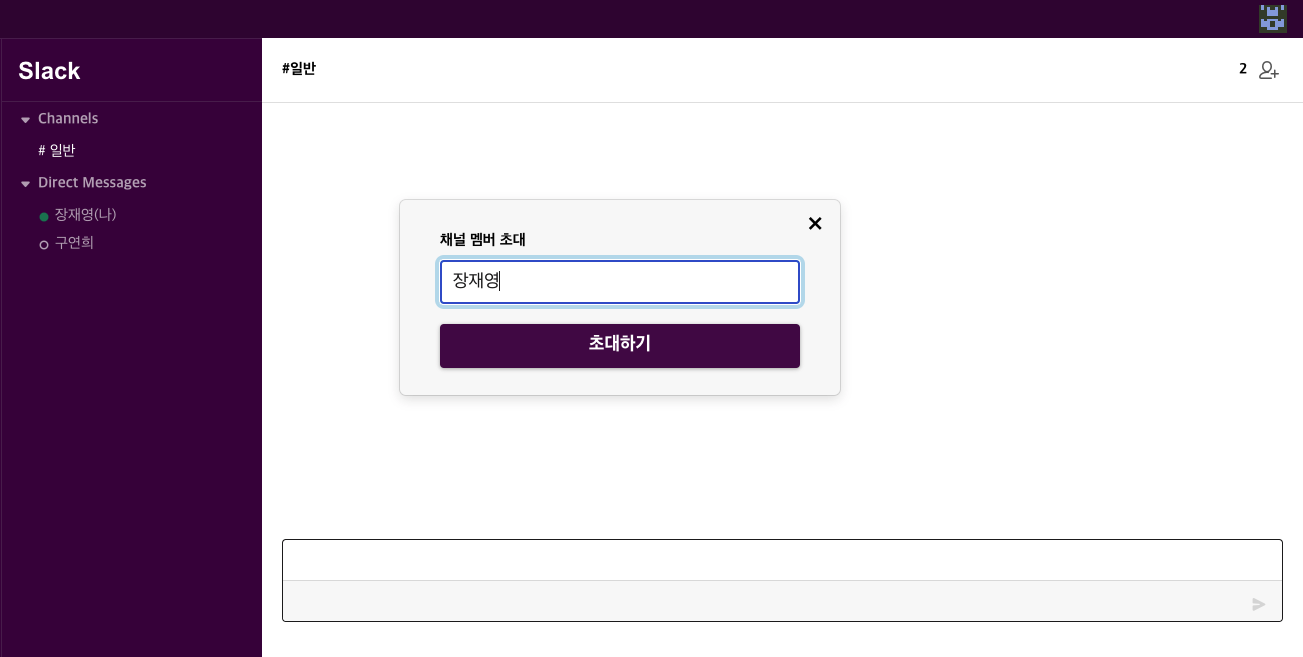 Slack
Channels
# 일반
Direct Messages
장재영(나)
구연희
#일반
2
채널 멤버 초대
장재영
초대하기